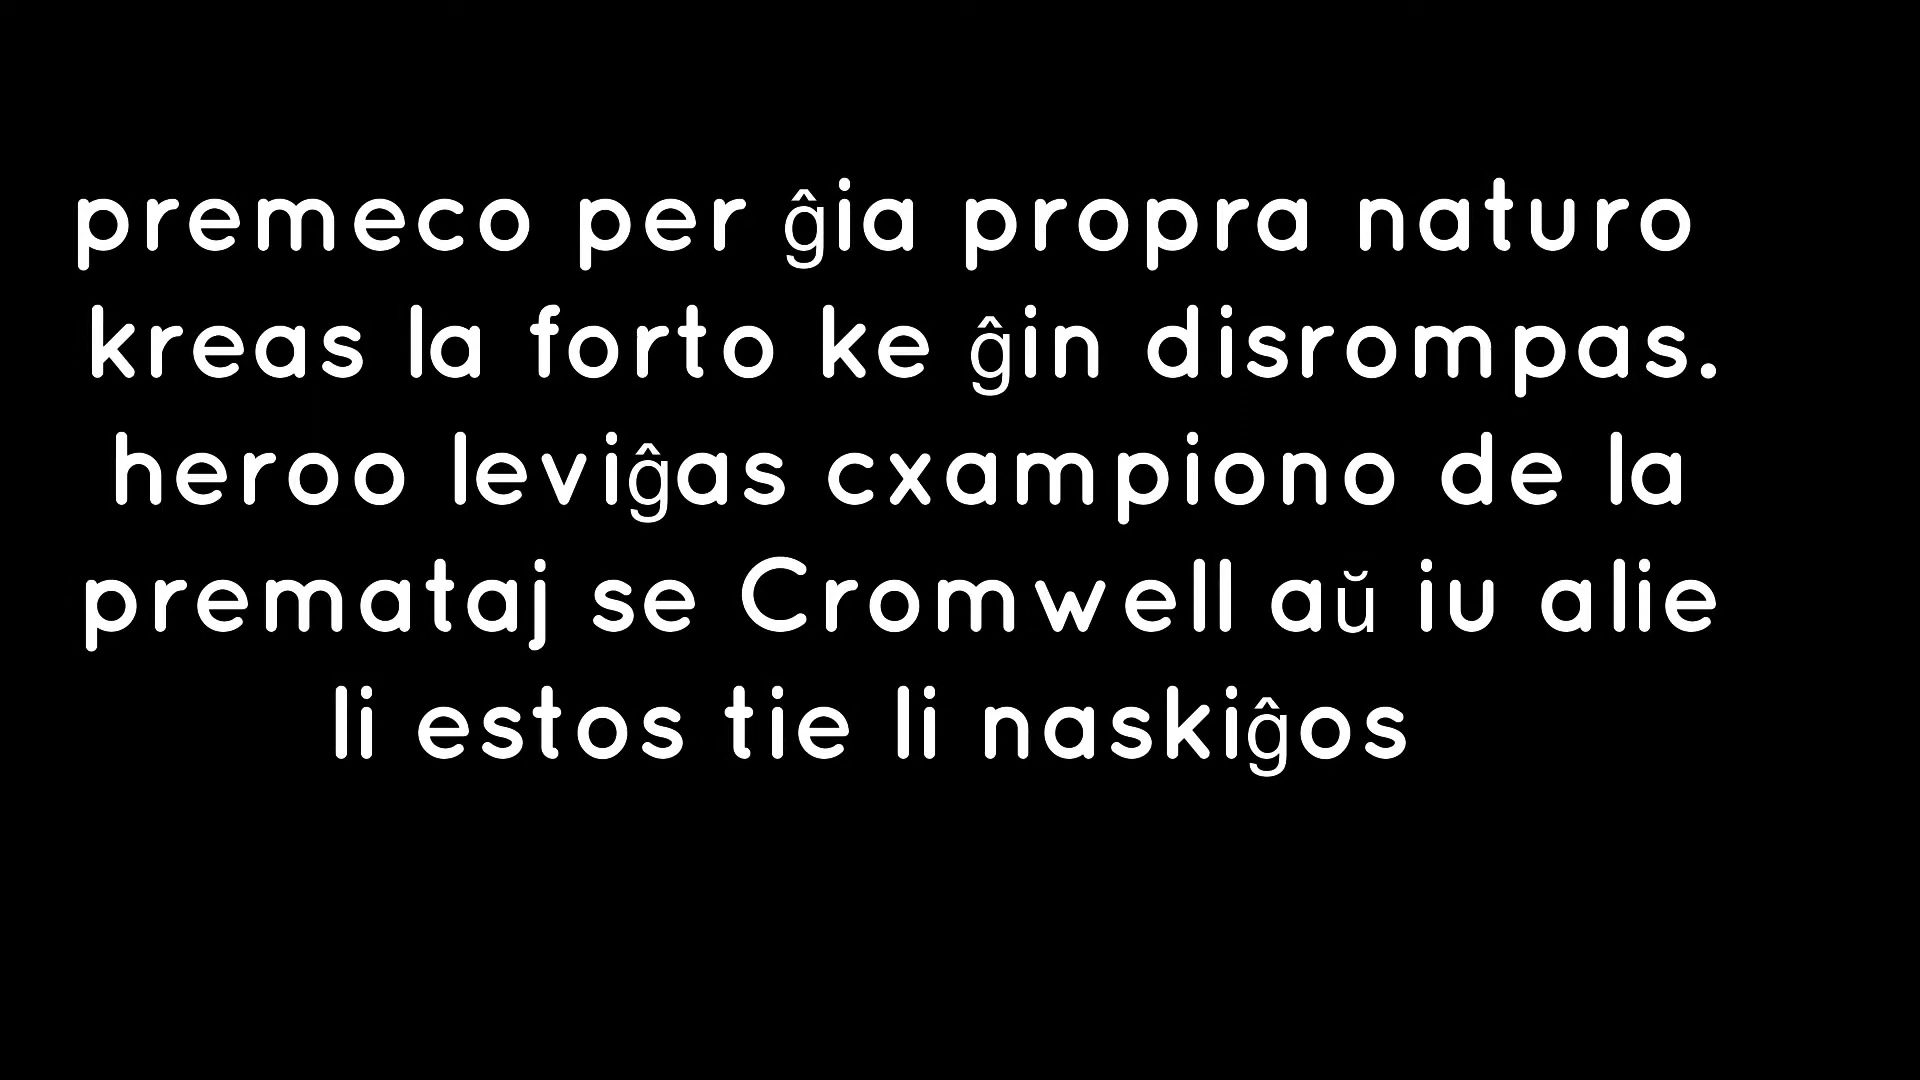 premeco per ĝia propra naturo
kreas la forto ke ĝin disrompas.
heroo leviĝas cxampiono de la
premataj se Cromwell aŭ iu alie
li estos tie li naskiĝos